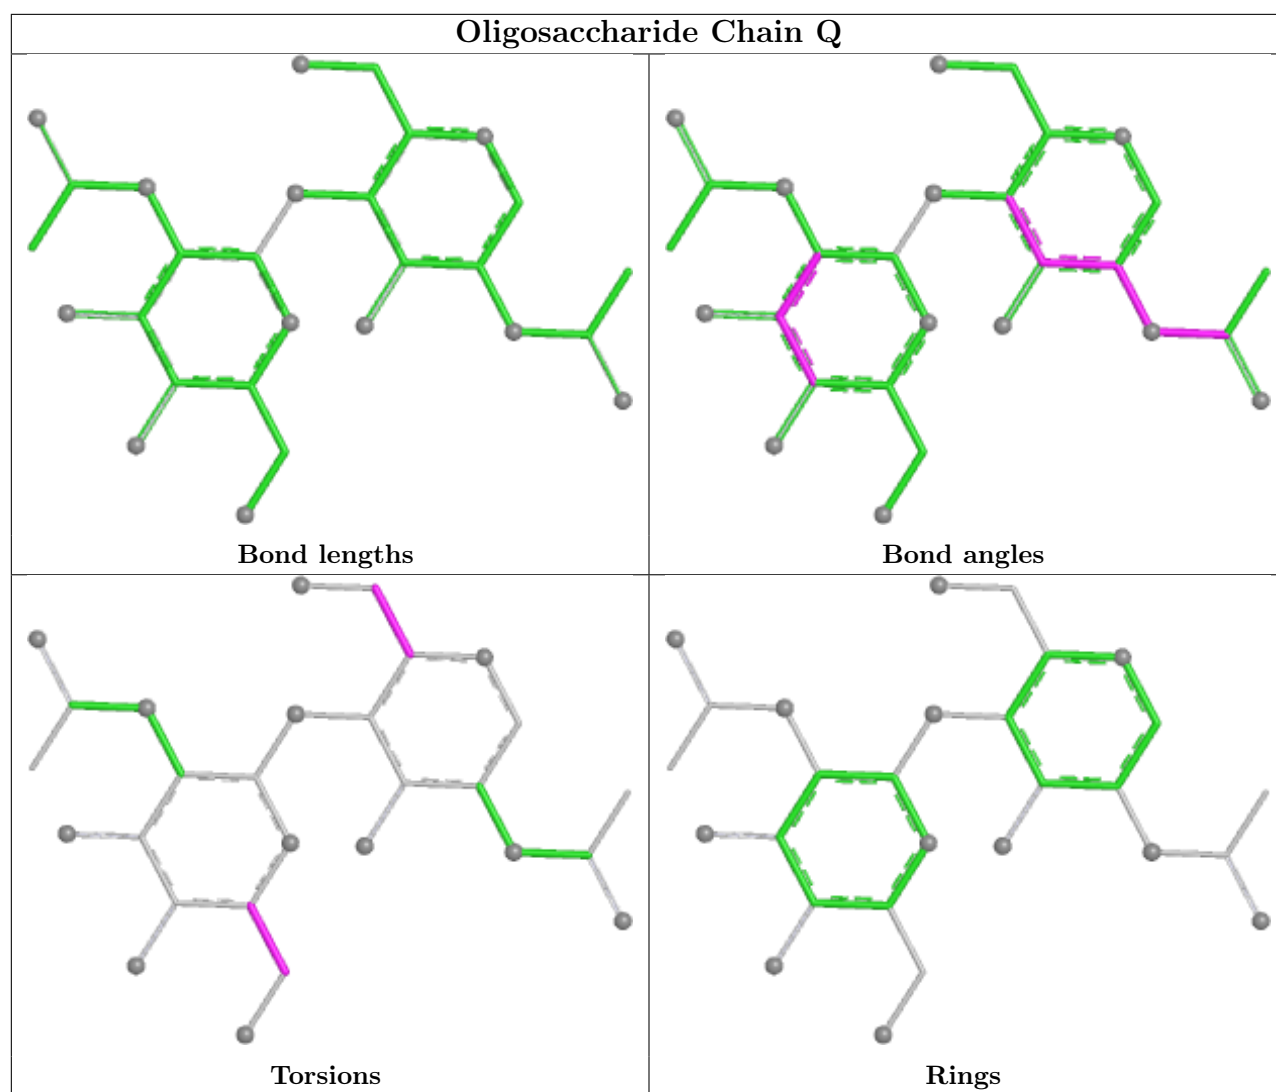 Oligosaccharide Chain Q
Bond lengths
Bond angles
Torsions
Rings